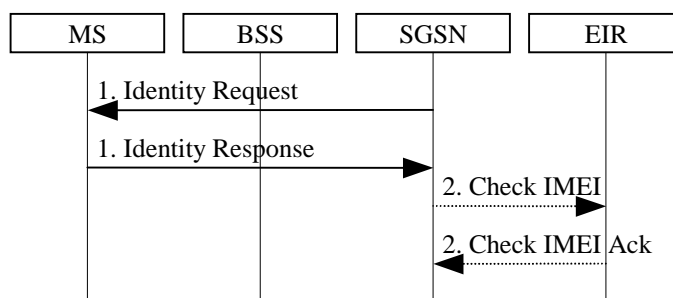 MS BSS SGSN EIR
1. Identity Request
1. Identity Response
2. Check IMEI
2. Check IMEI Ack